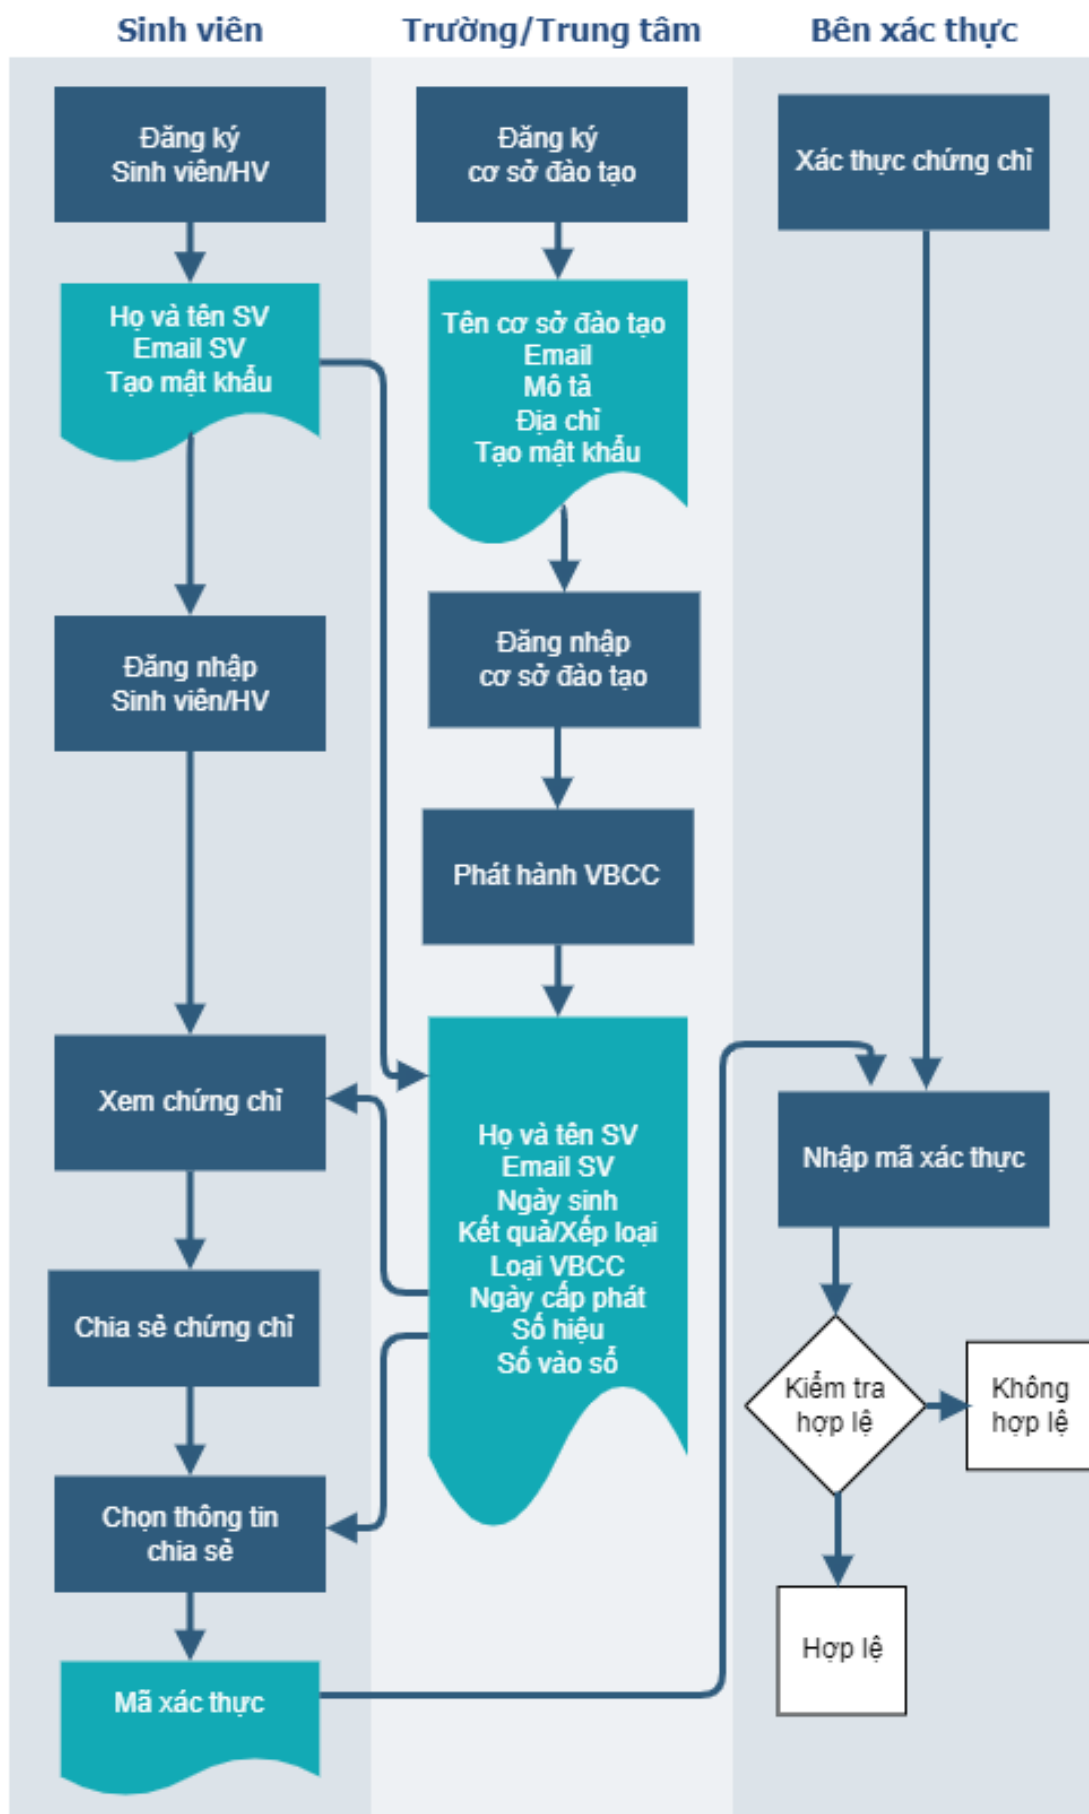 Sinh viên
Trường/Trung tâm
Bên xác thực
Đăng ký
Sinh viên/HV
Đăng ký
cơ sở đào tạo
Xác thực chứng chỉ
Họ và tên SV
Email SV
Tạo mật khẩu
Tên cơ sở đào tạo
Email
Mô tả
Địa chỉ
Tạo mật khẩu
Đăng nhập
Sinh viên/HV
Đăng nhập
cơ sở đào tạo
Phát hành VBCC
Xem chứng chỉ
Họ và tên SV
Email SV
Ngày sinh
Kết quả/Xếp loại
Loại VBCC
Ngày cấp phát
Số hiệu
Số vào sổ
Nhập mã xác thực
Chia sẻ chứng chỉ
Kiểm tra
hợp lệ
Không
hợp lệ
Chọn thông tin
chia sẻ
Hợp lệ
Mã xác thực